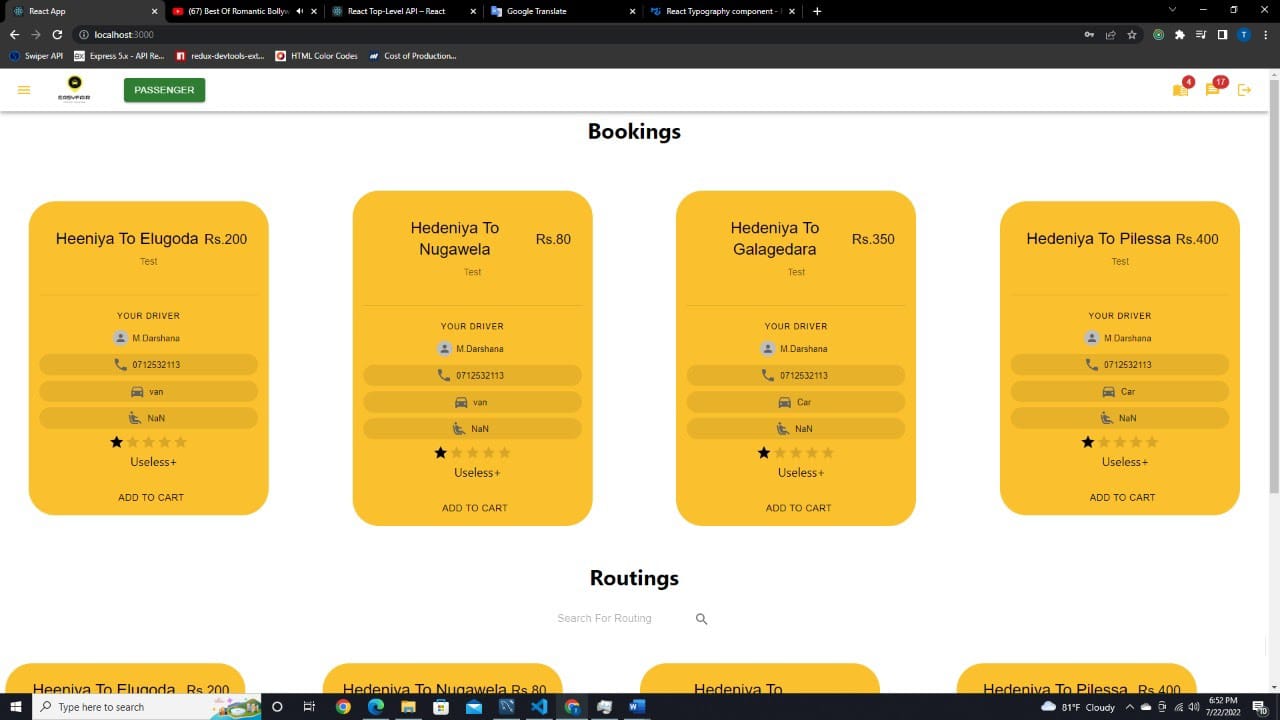 React App
(67) Best Of Romantic Bollyw
React Top-Level API – React
Google Translate
React Typography component -
localhost:3000
T
Swiper API
Express 5.x - API Re...
redux-devtools-ext...
HTML Color Codes
Cost of Production...
EASYFAIR
PASSENGER
4
17
Bookings
Heeniya To Elugoda Rs.200
Test
YOUR DRIVER
M.Darshana
0712532113
van
NaN
Useless+
ADD TO CART
Hedeniya To
Nugawela
Rs.80
Test
YOUR DRIVER
M.Darshana
0712532113
van
NaN
Useless+
ADD TO CART
Hedeniya To
Galagedara
Rs.350
Test
YOUR DRIVER
M.Darshana
0712532113
Car
NaN
Useless+
ADD TO CART
Hedeniya To Pilessa Rs.400
Test
YOUR DRIVER
M.Darshana
0712532113
Car
NaN
Useless+
ADD TO CART
Routings
Search For Routing
Heeniya To Elugoda Rs.200
Hedeniya To Nugawela Rs.80
Hedeniya To
Hedeniya To Pilessa Rs.400
Type here to search
81°F Cloudy
6:52 PM
7/22/2022